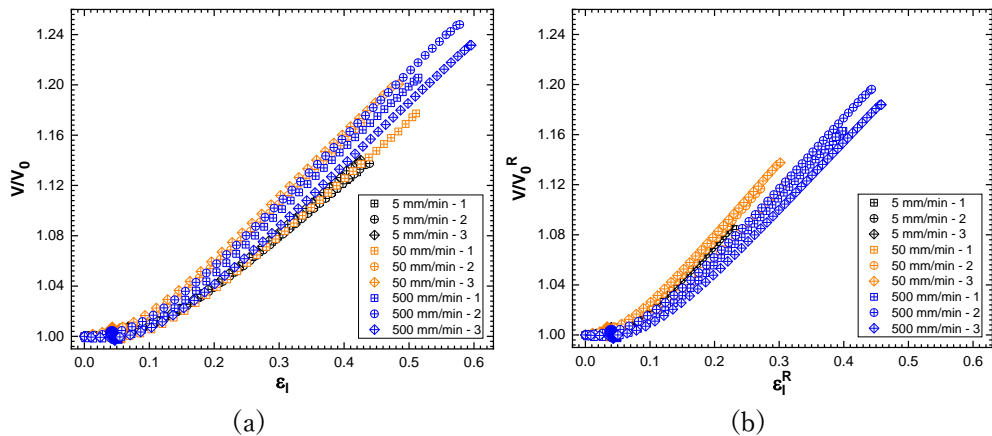 1.24
1.20
1.16
1.12
1.08
1.04
1.00
V/V₀
0.0 0.1 0.2 0.3 0.4 0.5 0.6
εₗ
5 mm/min - 1
5 mm/min - 2
5 mm/min - 3
50 mm/min - 1
50 mm/min - 2
50 mm/min - 3
500 mm/min - 1
500 mm/min - 2
500 mm/min - 3
(a)
1.24
1.20
1.16
1.12
1.08
1.04
1.00
V/V₀ᴿ
0.0 0.1 0.2 0.3 0.4 0.5 0.6
εₗᴿ
5 mm/min - 1
5 mm/min - 2
5 mm/min - 3
50 mm/min - 1
50 mm/min - 2
50 mm/min - 3
500 mm/min - 1
500 mm/min - 2
500 mm/min - 3
(b)